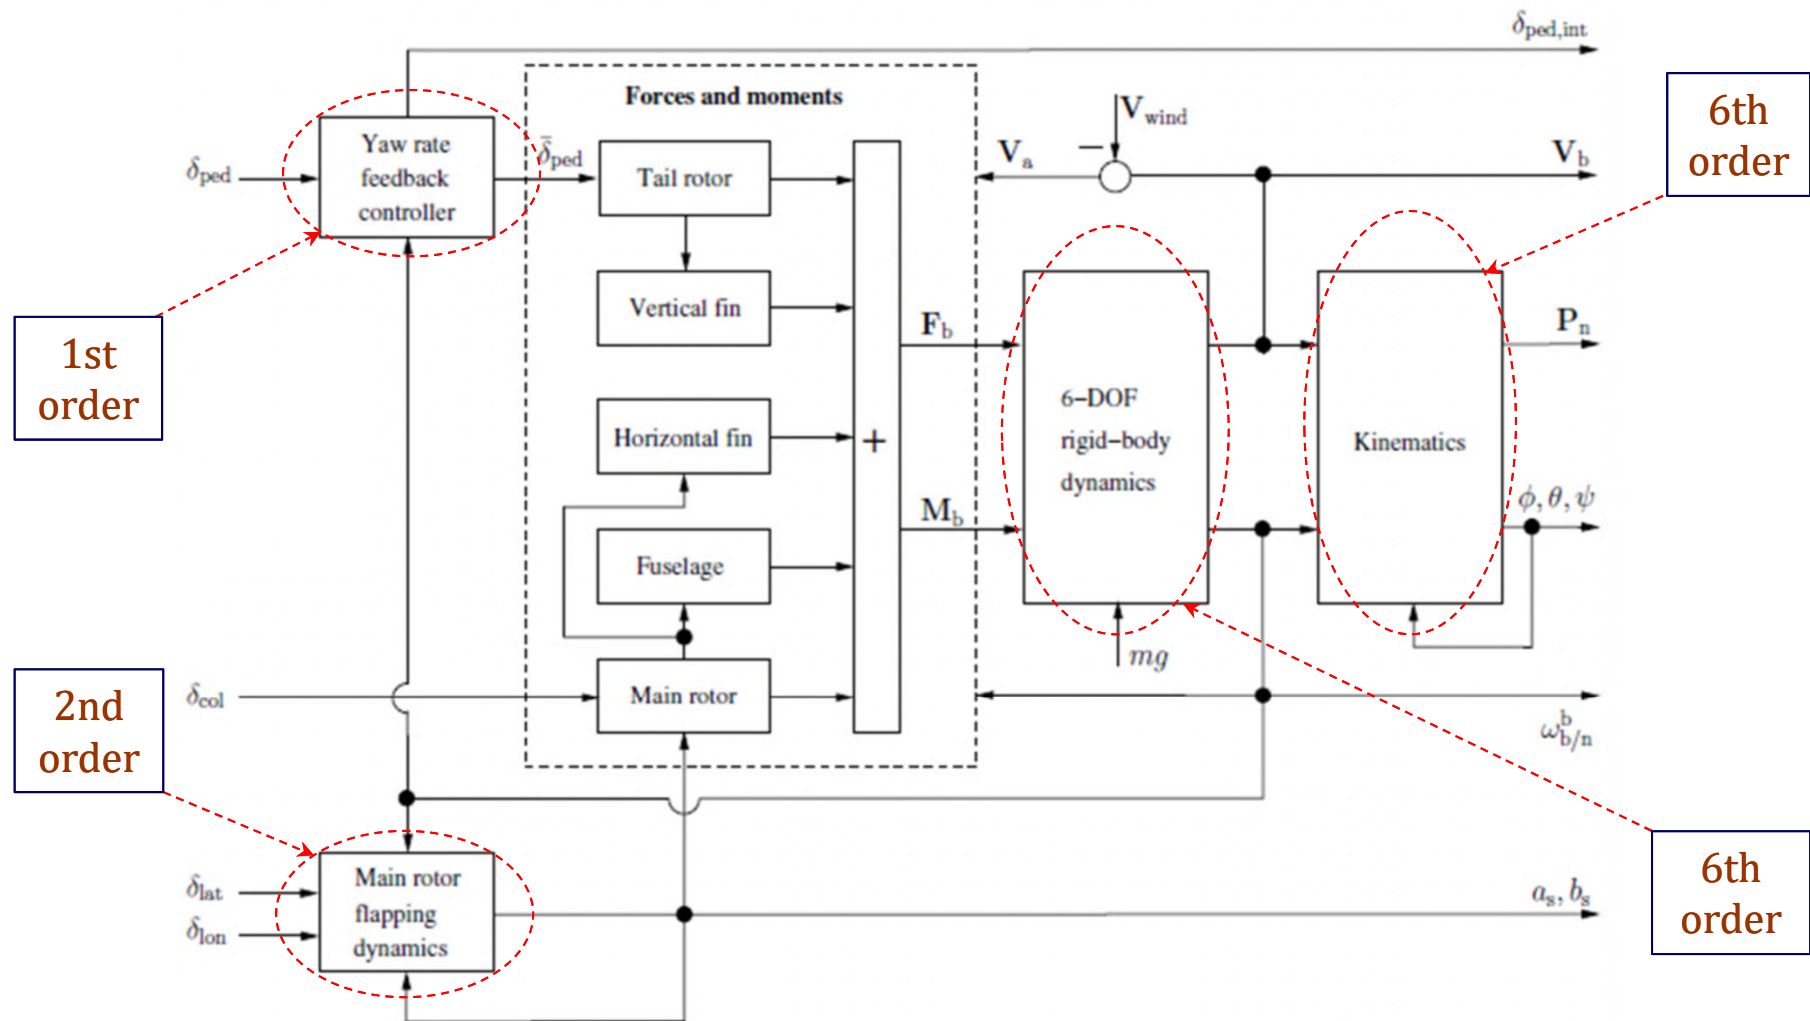 δped,int
Forces and moments
Vwind
6th
order
Yaw rate
feedback
controller
δped
δ̄ped
Tail rotor
Va
−
Vb
Vertical fin
1st
order
Fb
Pn
Horizontal fin
+
6–DOF
rigid–body
dynamics
Kinematics
Mb
ϕ, θ, ψ
Fuselage
mg
2nd
order
δcol
Main rotor
ω^b_b/n
6th
order
δlat
δlon
Main rotor
flapping
dynamics
as, bs